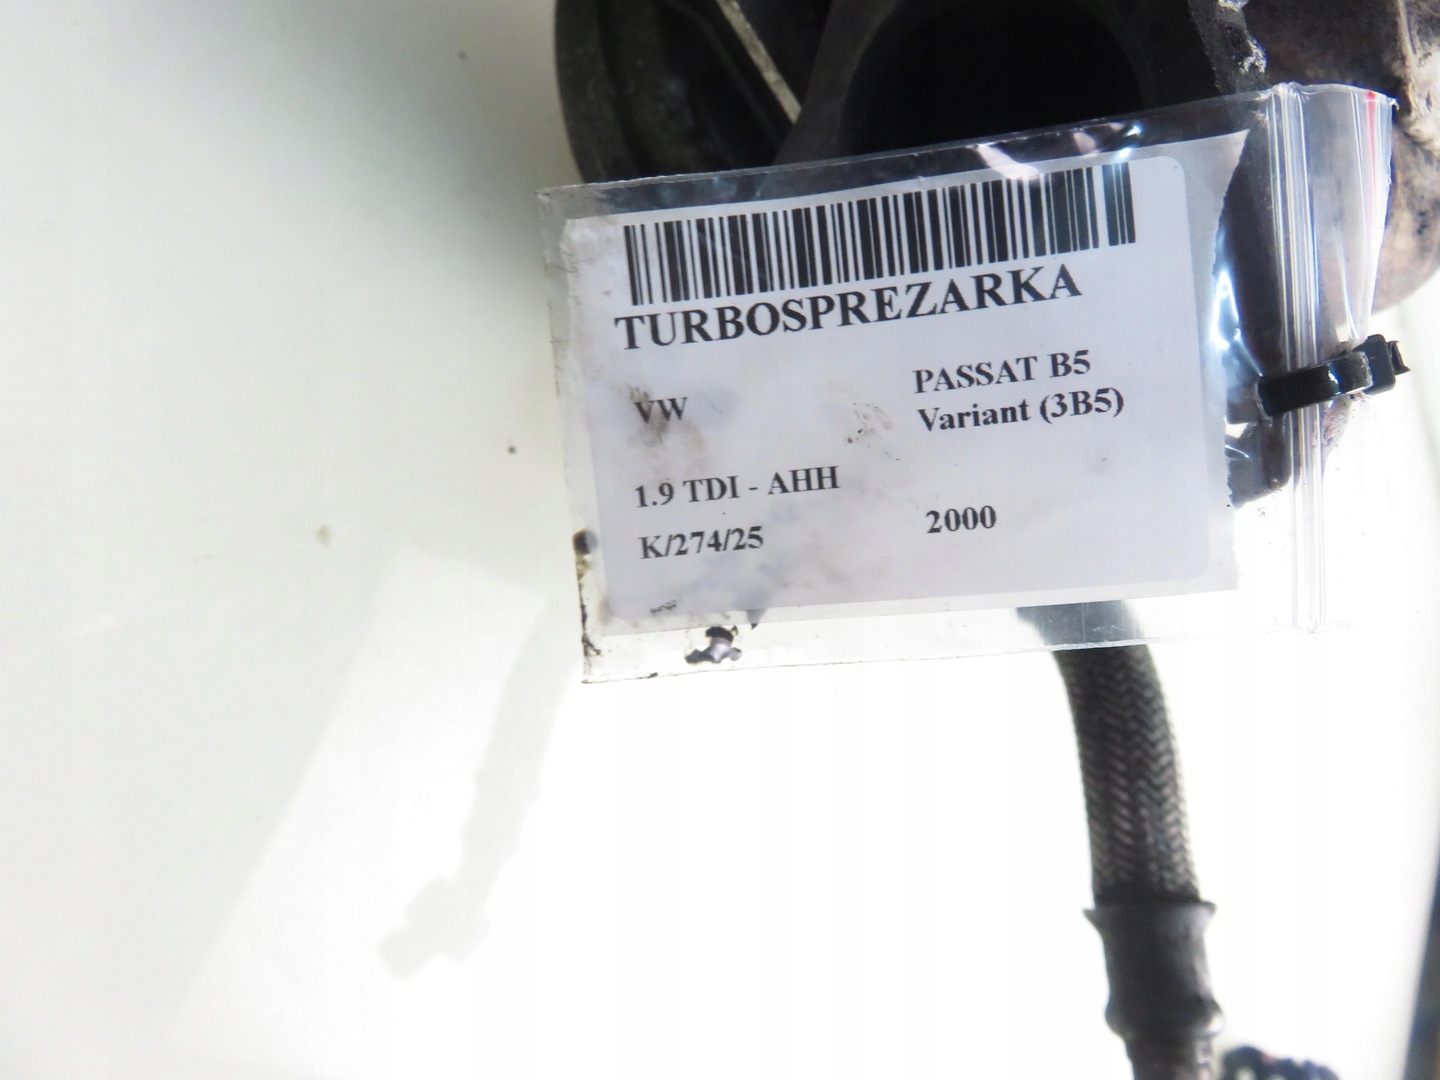 TURBOSPREZARKA
VW
PASSAT B5
Variant (3B5)
1.9 TDI - AHH
K/274/25
2000